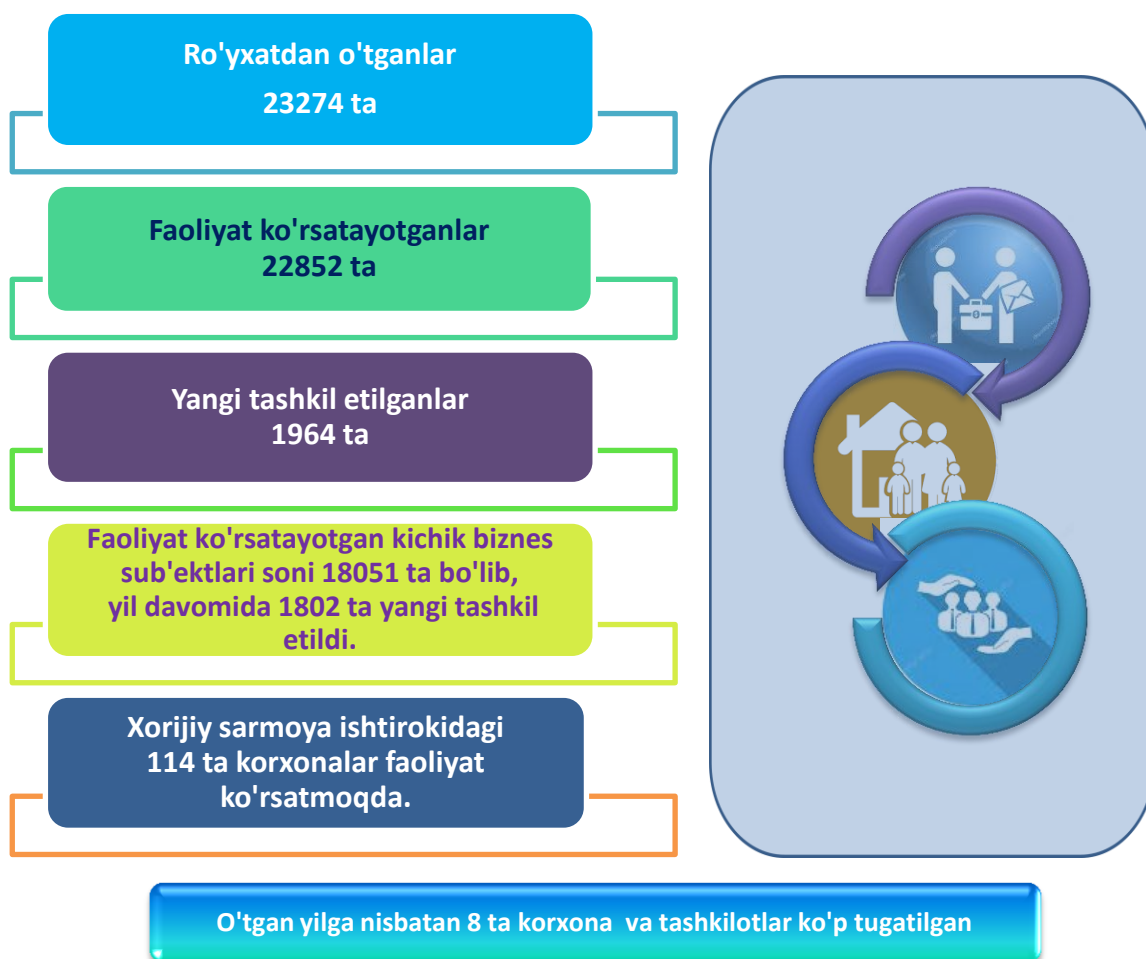 Ro'yxatdan o'tganlar
23274 ta
Faoliyat ko'rsatayotganlar
22852 ta
Yangi tashkil etilganlar
1964 ta
Faoliyat ko'rsatayotgan kichik biznes
sub'ektlari soni 18051 ta bo'lib,
yil davomida 1802 ta yangi tashkil
etildi.
Xorijiy sarmoya ishtirokidagi
114 ta korxonalar faoliyat
ko'rsatmoqda.
O'tgan yilga nisbatan 8 ta korxona va tashkilotlar ko'p tugatilgan